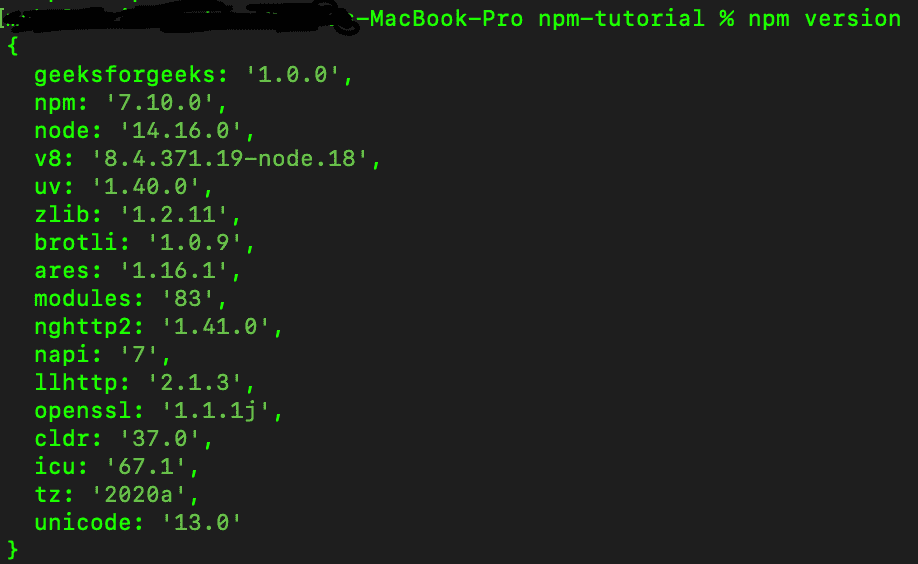 -MacBook-Pro npm-tutorial % npm version
{
  geeksforgeeks: '1.0.0',
  npm: '7.10.0',
  node: '14.16.0',
  v8: '8.4.371.19-node.18',
  uv: '1.40.0',
  zlib: '1.2.11',
  brotli: '1.0.9',
  ares: '1.16.1',
  modules: '83',
  nghttp2: '1.41.0',
  napi: '7',
  llhttp: '2.1.3',
  openssl: '1.1.1j',
  cldr: '37.0',
  icu: '67.1',
  tz: '2020a',
  unicode: '13.0'
}